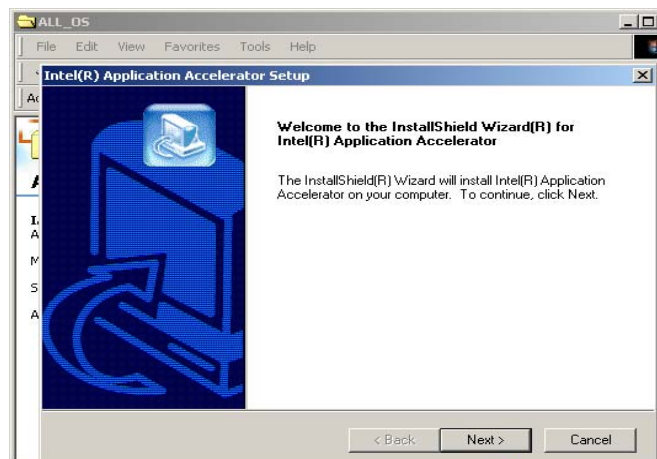 ALL_OS
File Edit View Favorites Tools Help
Intel(R) Application Accelerator Setup
Welcome to the InstallShield Wizard(R) for
Intel(R) Application Accelerator
The InstallShield(R) Wizard will install Intel(R) Application
Accelerator on your computer. To continue, click Next.
< Back Next > Cancel